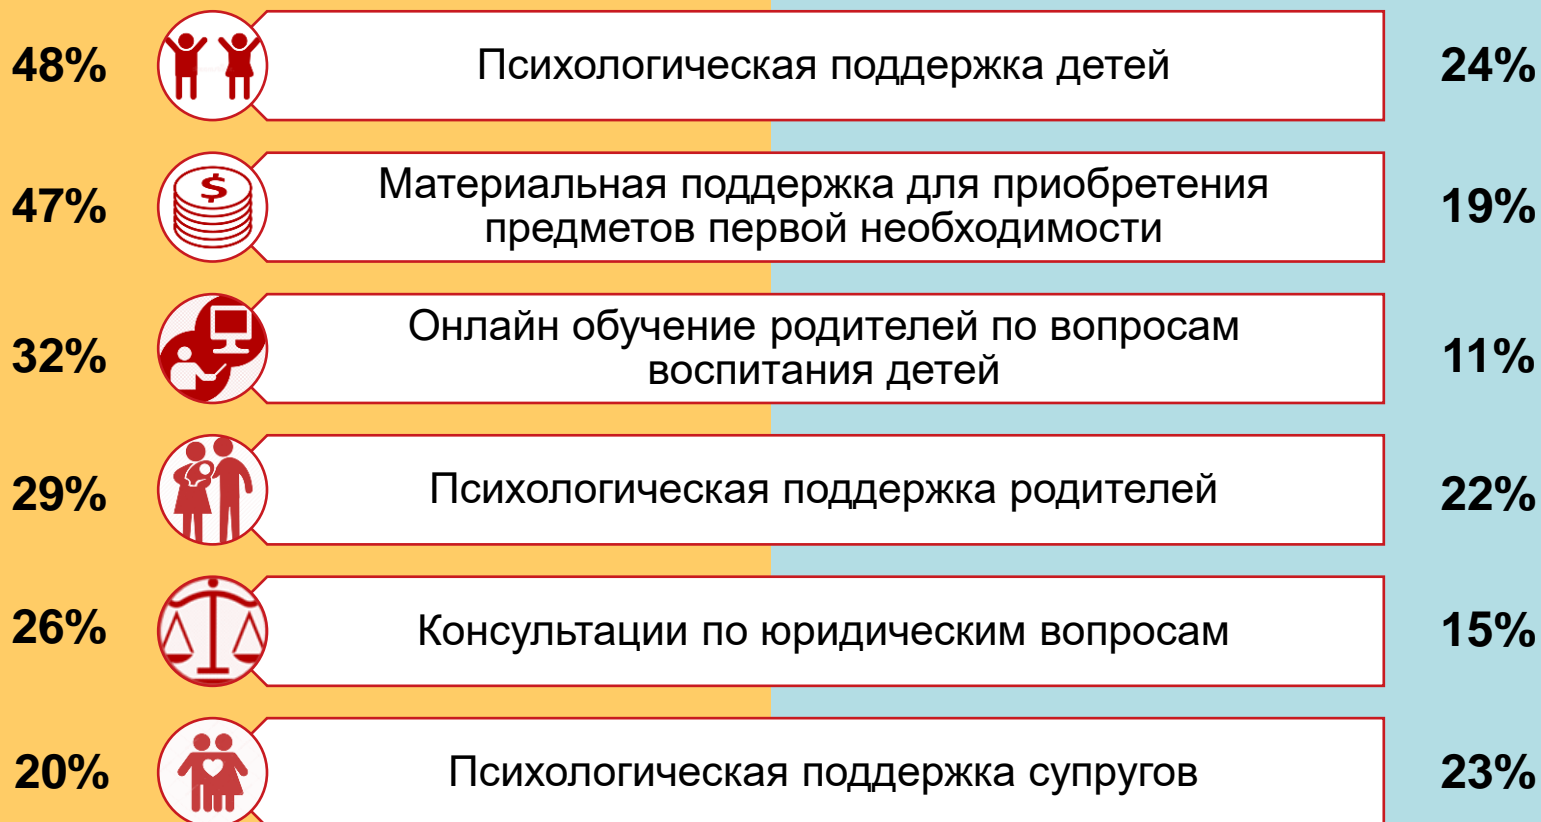 48% Психологическая поддержка детей 24%
$
Материальная поддержка для приобретения
47% предметов первой необходимости 19%
Онлайн обучение родителей по вопросам
32% воспитания детей 11%
29% Психологическая поддержка родителей 22%
26% Консультации по юридическим вопросам 15%
20% Психологическая поддержка супругов 23%